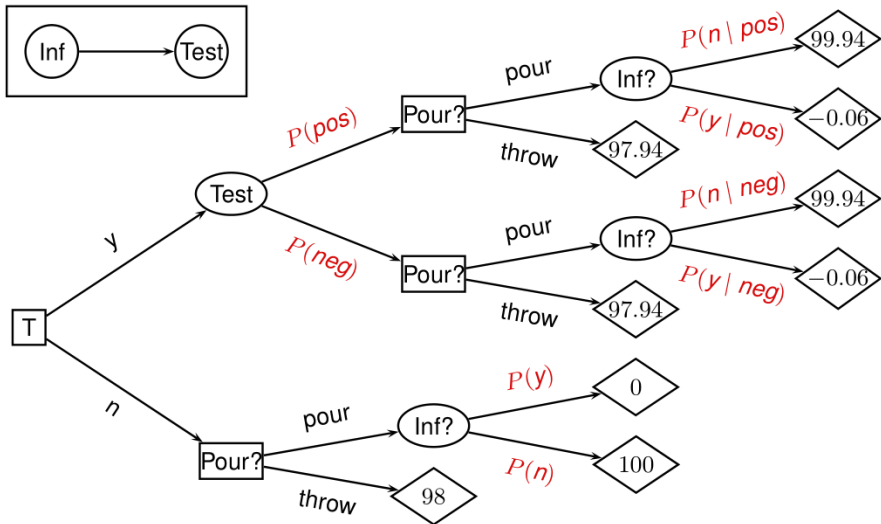 Inf
Test
P(n | pos)
99.94
pour
Inf?
P(pos)
Pour?
P(y | pos)
−0.06
throw
97.94
Test
P(n | neg)
99.94
y
pour
Inf?
P(neg)
Pour?
P(y | neg)
−0.06
throw
97.94
T
n
P(y)
0
pour
Inf?
Pour?
P(n)
100
throw
98